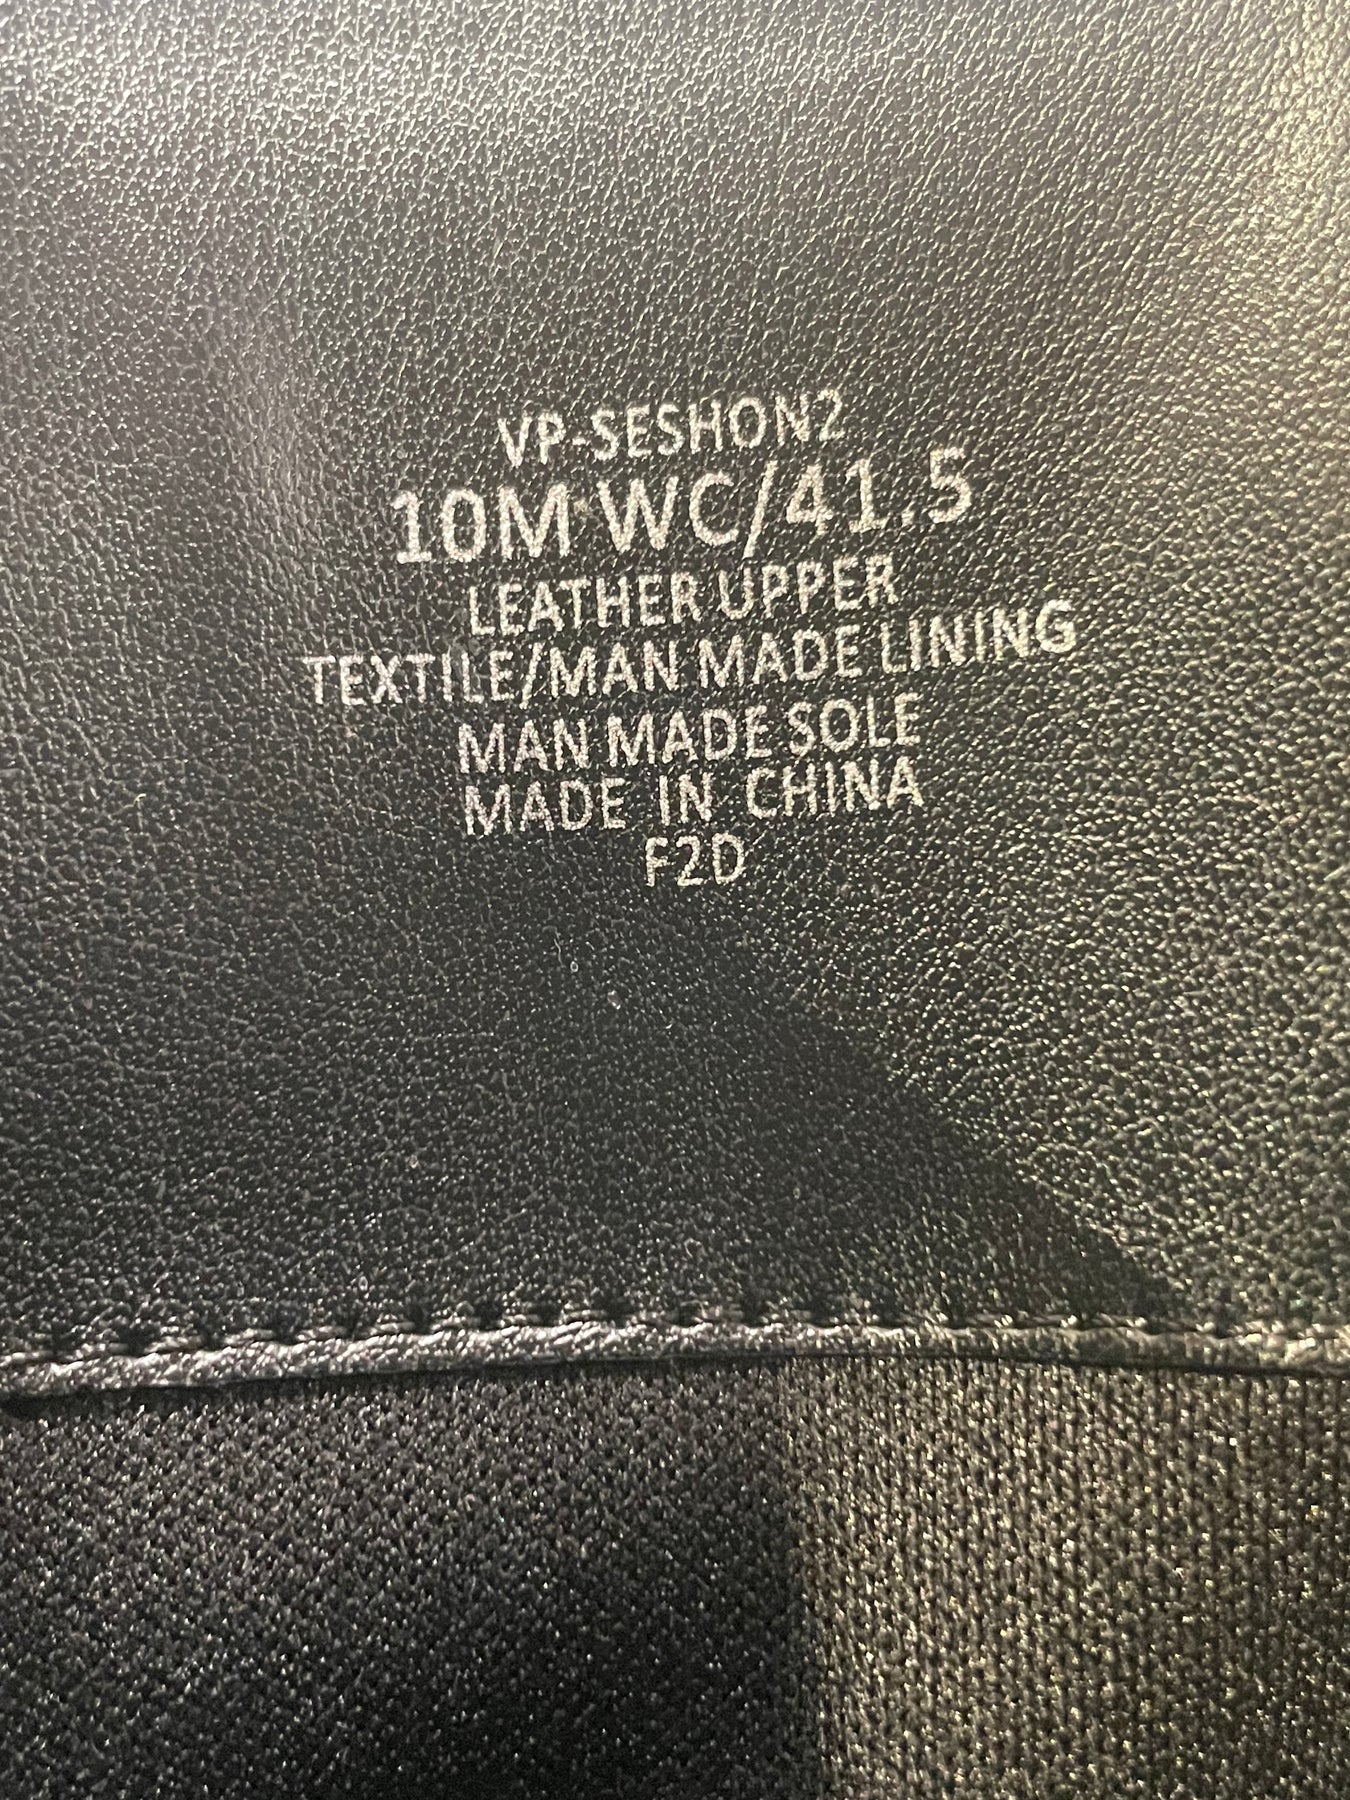 VP-SESHON2
10M WC/41.5
LEATHER UPPER
TEXTILE/MAN MADE LINING
MAN MADE SOLE
MADE IN CHINA
F2D